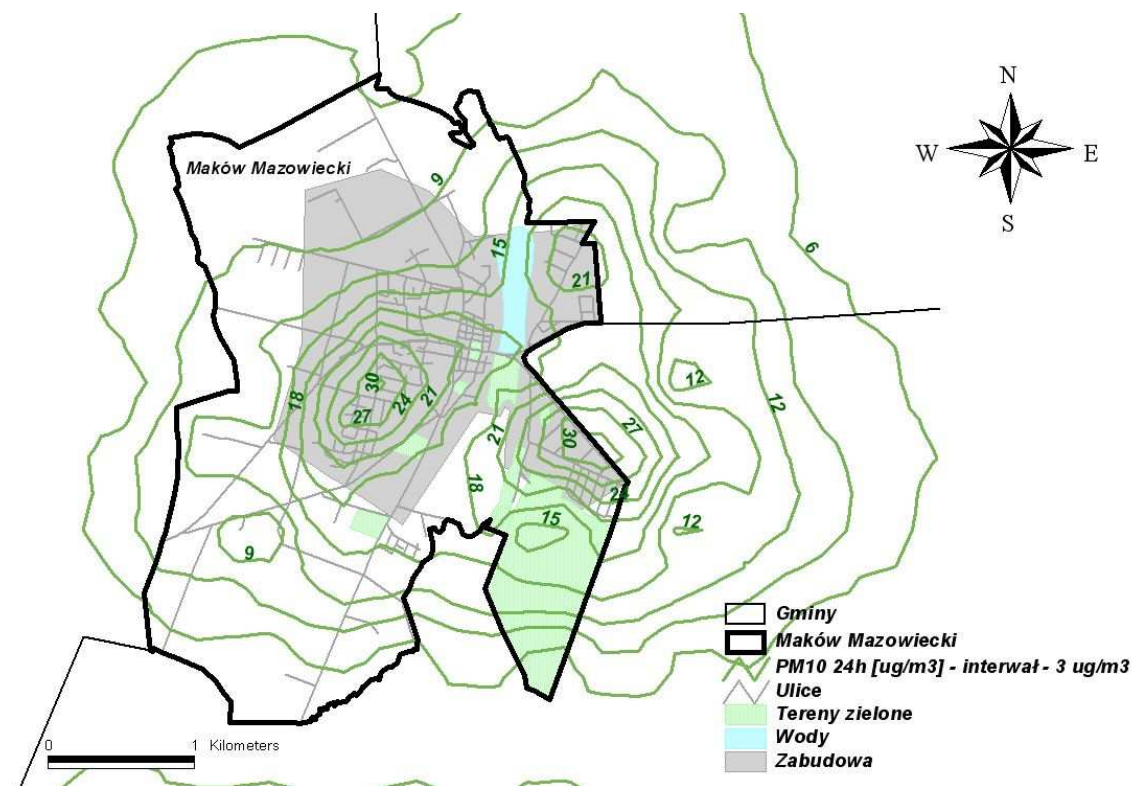 N
W E
S
Maków Mazowiecki
9
6
15
21
12
30
18
24
21
12
27
27
21
30
18
24
15
12
9
Gminy
Maków Mazowiecki
PM10 24h [ug/m3] - interwał - 3 ug/m3
Ulice
Tereny zielone
Wody
Zabudowa
0 1 Kilometers